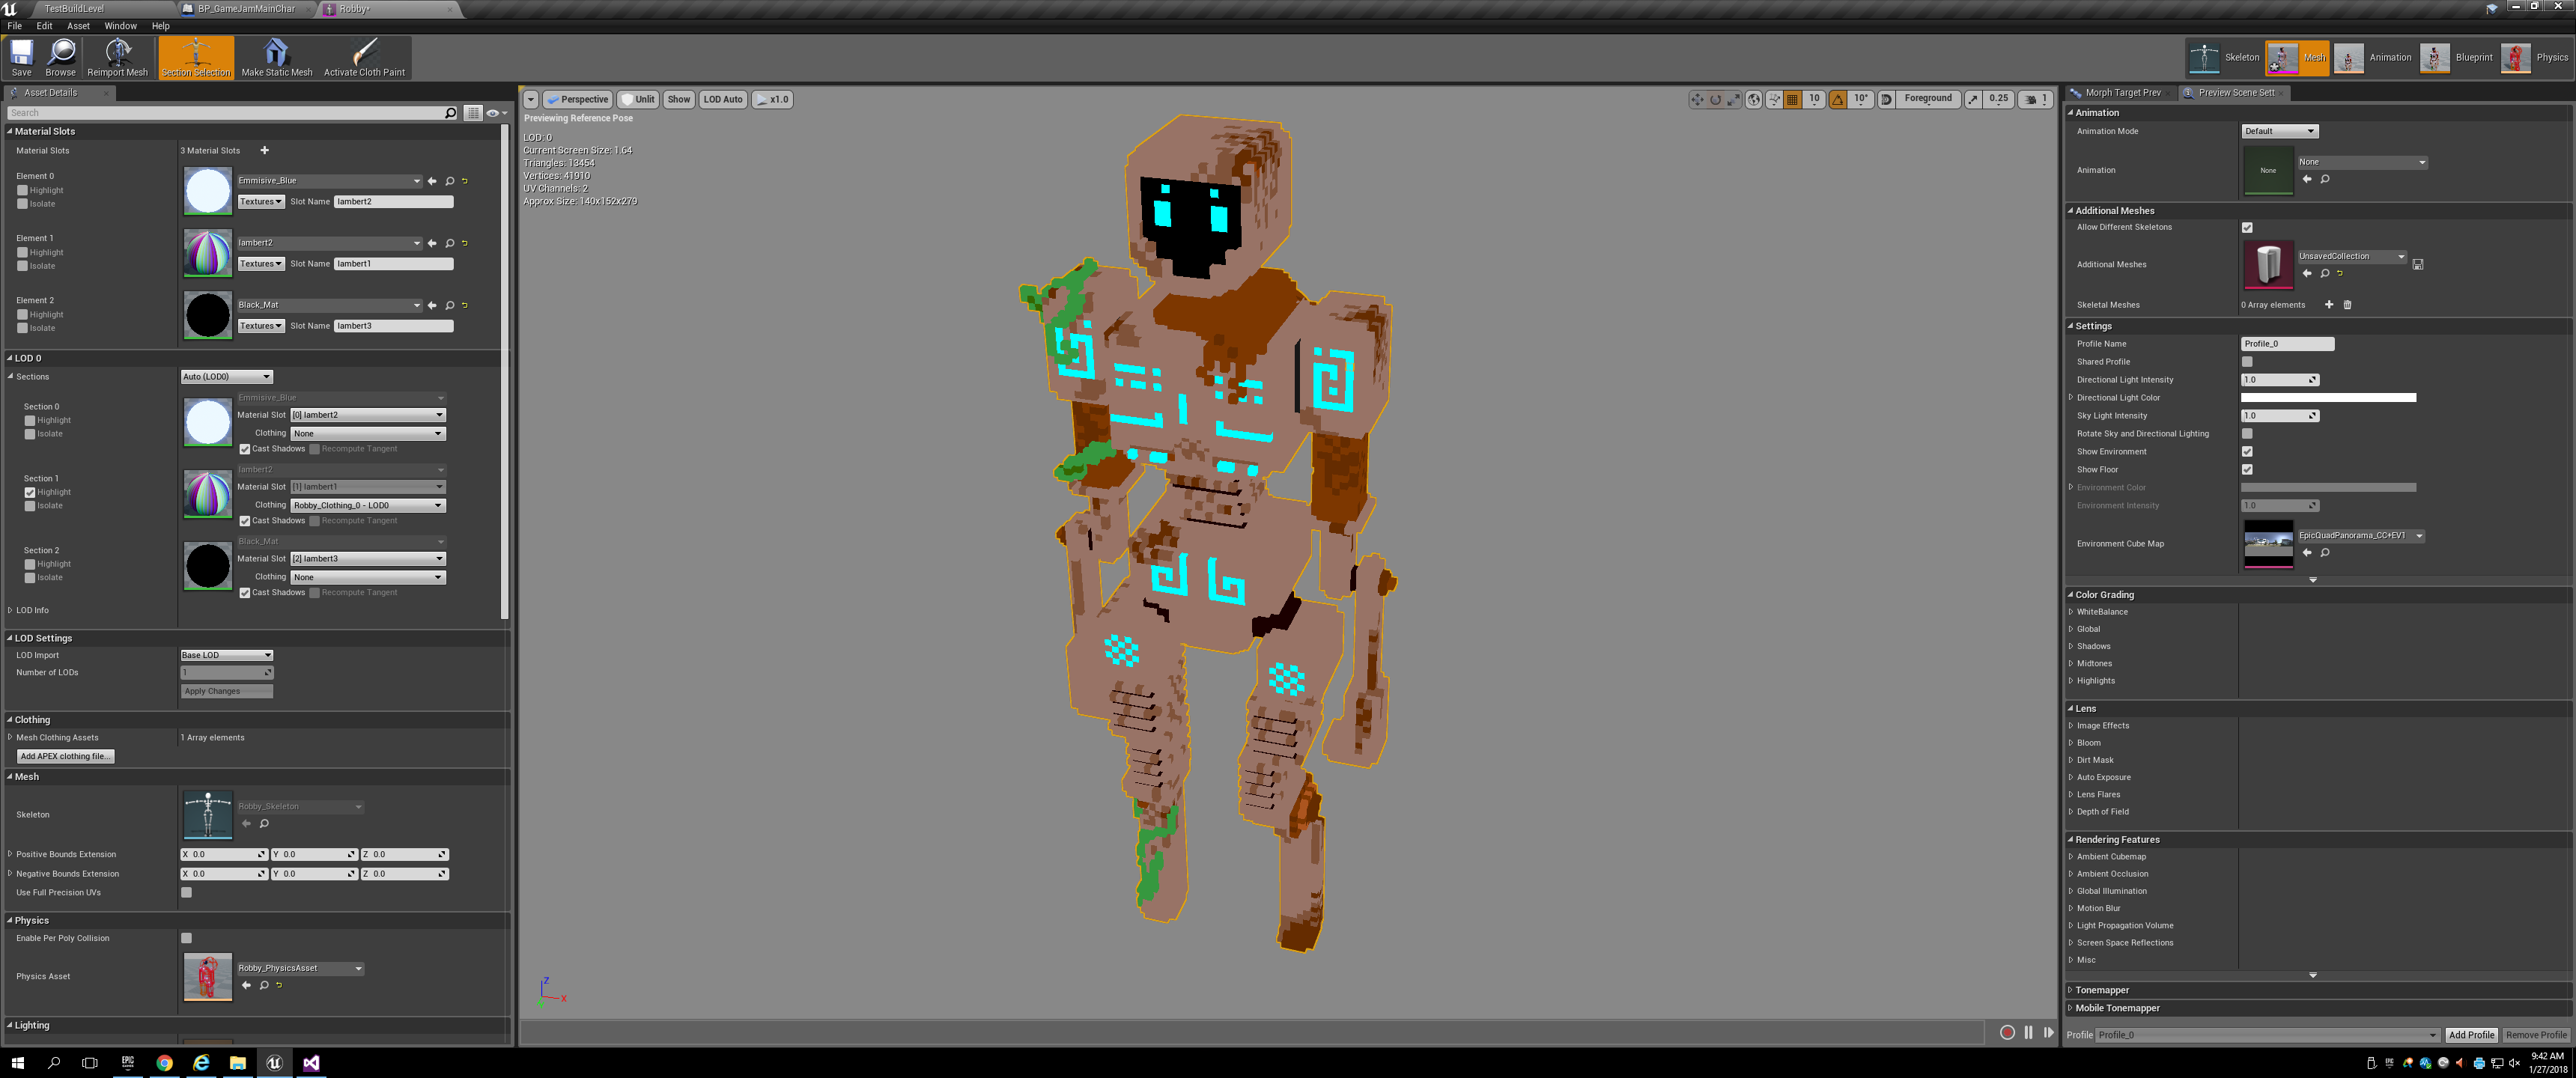 TestBuildLevel
BP_GameJamMainChar
Robby*
File Edit Asset Window Help
Save
Browse
Reimport Mesh
Section Selection
Make Static Mesh
Activate Cloth Paint
Skeleton
Mesh
Animation
Blueprint
Physics
Asset Details
Search
Material Slots
Material Slots 3 Material Slots
Element 0
Highlight
Isolate
Emmisive_Blue
Textures Slot Name lambert2
Element 1
Highlight
Isolate
lambert2
Textures Slot Name lambert1
Element 2
Highlight
Isolate
Black_Mat
Textures Slot Name lambert3
LOD 0
Sections Auto (LOD0)
Section 0
Highlight
Isolate
Emmisive_Blue
Material Slot [0] lambert2
Clothing None
Cast Shadows Recompute Tangent
Section 1
Highlight
Isolate
lambert2
Material Slot [1] lambert1
Clothing Robby_Clothing_0 - LOD0
Cast Shadows Recompute Tangent
Section 2
Highlight
Isolate
Black_Mat
Material Slot [2] lambert3
Clothing None
Cast Shadows Recompute Tangent
LOD Info
LOD Settings
LOD Import Base LOD
Number of LODs 1
Apply Changes
Clothing
Mesh Clothing Assets 1 Array elements
Add APEX clothing file...
Mesh
Skeleton Robby_Skeleton
Positive Bounds Extension X 0.0 Y 0.0 Z 0.0
Negative Bounds Extension X 0.0 Y 0.0 Z 0.0
Use Full Precision UVs
Physics
Enable Per Poly Collision
Physics Asset Robby_PhysicsAsset
Lighting
Perspective Unlit Show LOD Auto x1.0
10 10° Foreground 0.25 1
Previewing Reference Pose
LOD: 0
Current Screen Size: 1.64
Triangles: 13454
Vertices: 41910
UV Channels: 2
Approx Size: 140x152x279
Z
X
Morph Target Prev
Preview Scene Sett
Animation
Animation Mode Default
Animation None None
Additional Meshes
Allow Different Skeletons
Additional Meshes UnsavedCollection
Skeletal Meshes 0 Array elements
Settings
Profile Name Profile_0
Shared Profile
Directional Light Intensity 1.0
Directional Light Color
Sky Light Intensity 1.0
Rotate Sky and Directional Lighting
Show Environment
Show Floor
Environment Color
Environment Intensity 1.0
Environment Cube Map EpicQuadPanorama_CC+EV1
Color Grading
WhiteBalance
Global
Shadows
Midtones
Highlights
Lens
Image Effects
Bloom
Dirt Mask
Auto Exposure
Lens Flares
Depth of Field
Rendering Features
Ambient Cubemap
Ambient Occlusion
Global Illumination
Motion Blur
Light Propagation Volume
Screen Space Reflections
Misc
Tonemapper
Mobile Tonemapper
Profile Profile_0 Add Profile Remove Profile
9:42 AM
1/27/2018